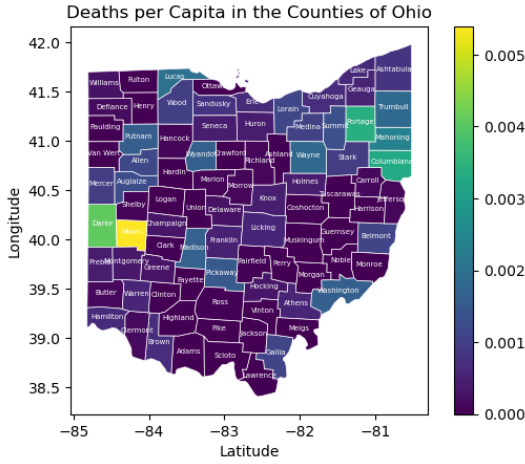 Deaths per Capita in the Counties of Ohio
42.0
41.5
41.0
40.5
40.0
39.5
39.0
38.5
Longitude
Williams
Fulton
Lucas
Ottawa
Lake
Ashtabula
Geauga
Cuyahoga
Defiance
Henry
Wood
Sandusky
Erie
Lorain
Trumbull
Paulding
Putnam
Hancock
Seneca
Huron
Medina
Summit
Portage
Mahoning
Van Wert
Allen
Wyandot
Crawford
Richland
Ashland
Wayne
Stark
Columbiana
Mercer
Auglaize
Hardin
Marion
Morrow
Holmes
Carroll
Tuscarawas
Jefferson
Harrison
Shelby
Logan
Union
Delaware
Knox
Coshocton
Darke
Miami
Champaign
Clark
Franklin
Licking
Muskingum
Guernsey
Belmont
Preble
Montgomery
Greene
Madison
Pickaway
Fairfield
Perry
Morgan
Noble
Monroe
Butler
Warren
Clinton
Fayette
Ross
Hocking
Athens
Washington
Hamilton
Clermont
Brown
Highland
Pike
Vinton
Jackson
Meigs
Adams
Scioto
Gallia
Lawrence
−85
−84
−83
−82
−81
Latitude
0.005
0.004
0.003
0.002
0.001
0.000